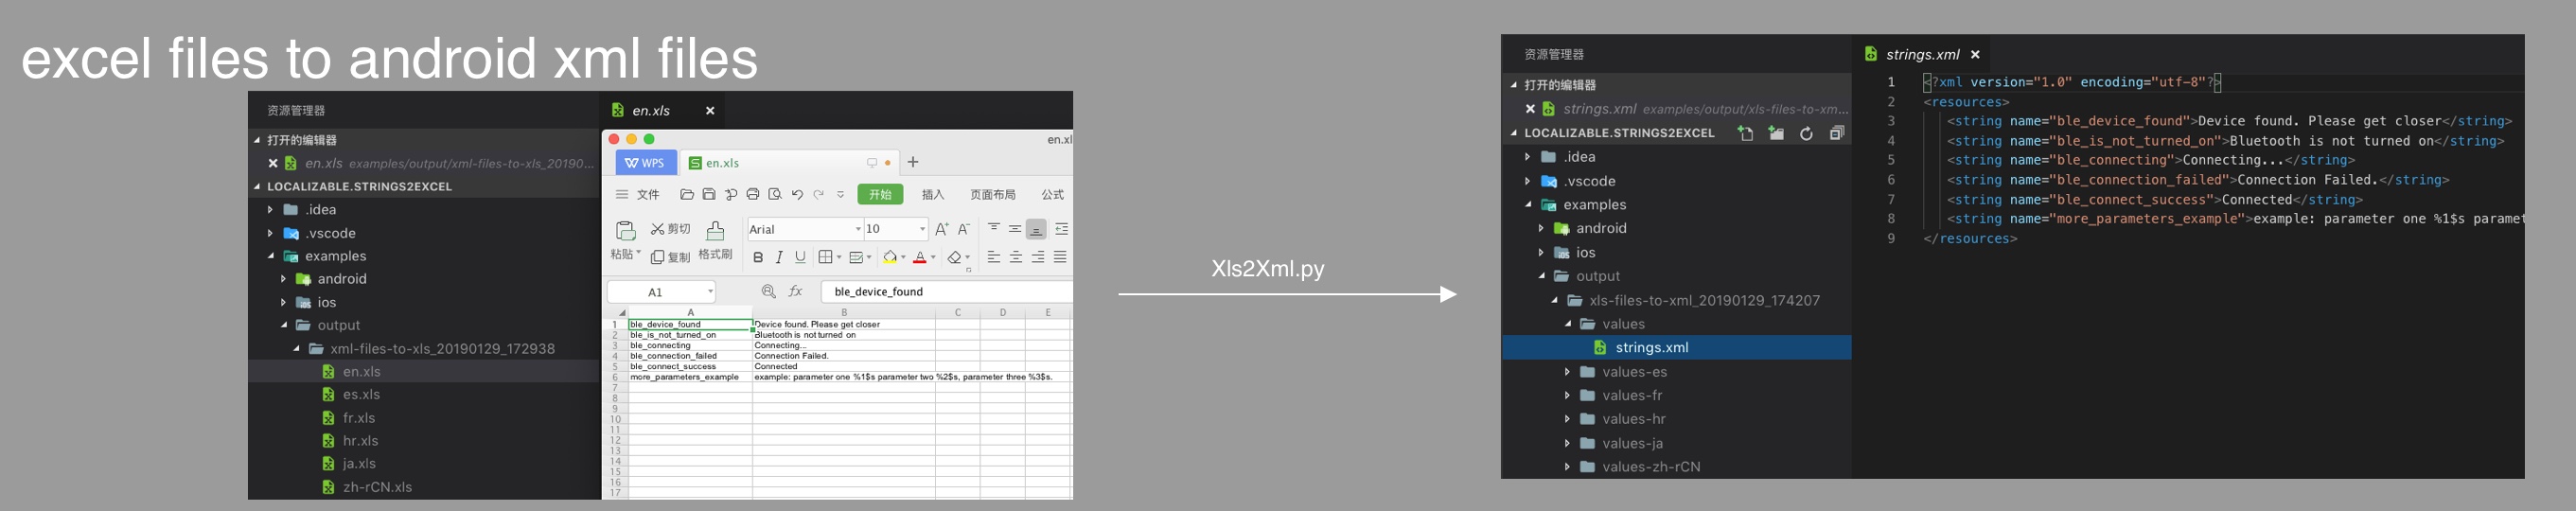 excel files to android xml files
资源管理器
打开的编辑器
en.xls examples/output/xml-files-to-xls_20190...
LOCALIZABLE.STRINGS2EXCEL
.idea
.vscode
examples
android
ios
output
xml-files-to-xls_20190129_172938
en.xls
es.xls
fr.xls
hr.xls
ja.xls
zh-rCN.xls
en.xls
en.xl
WPS en.xls
文件 开始 插入 页面布局 公式
粘贴 剪切 复制 格式刷 Arial 10
B I U A
A1 fx ble_device_found
A B C D E
1 ble_device_found Device found. Please get closer
2 ble_is_not_turned_on Bluetooth is not turned on
3 ble_connecting Connecting...
4 ble_connection_failed Connection Failed.
5 ble_connect_success Connected
6 more_parameters_example example: parameter one %1$s parameter two %2$s, parameter three %3$s.
7
8
9
10
11
12
13
14
15
16
17
Xls2Xml.py
资源管理器
打开的编辑器
strings.xml examples/output/xls-files-to-xm...
LOCALIZABLE.STRINGS2EXCEL
.idea
.vscode
examples
android
ios
output
xls-files-to-xml_20190129_174207
values
strings.xml
values-es
values-fr
values-hr
values-ja
values-zh-rCN
strings.xml
1 <?xml version="1.0" encoding="utf-8"?>
2 <resources>
3 <string name="ble_device_found">Device found. Please get closer</string>
4 <string name="ble_is_not_turned_on">Bluetooth is not turned on</string>
5 <string name="ble_connecting">Connecting...</string>
6 <string name="ble_connection_failed">Connection Failed.</string>
7 <string name="ble_connect_success">Connected</string>
8 <string name="more_parameters_example">example: parameter one %1$s paramet
9 </resources>